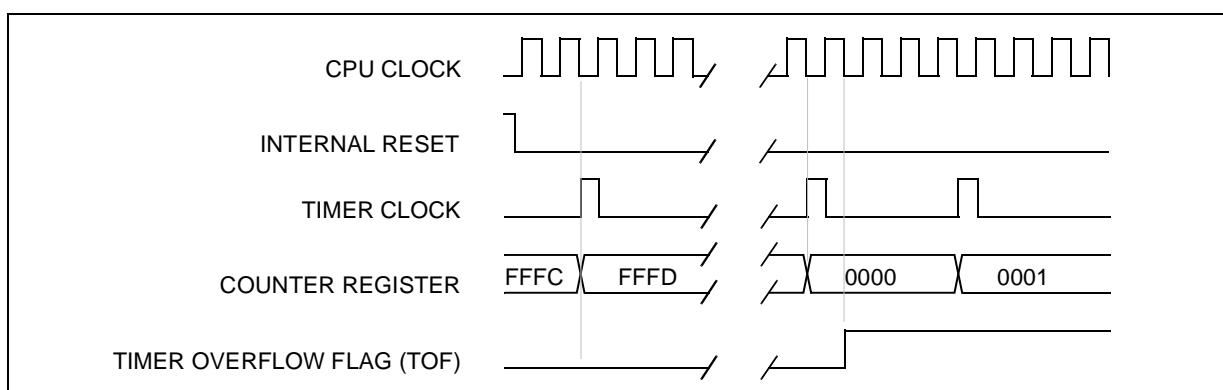 CPU CLOCK
INTERNAL RESET
TIMER CLOCK
COUNTER REGISTER FFFC FFFD 0000 0001
TIMER OVERFLOW FLAG (TOF)